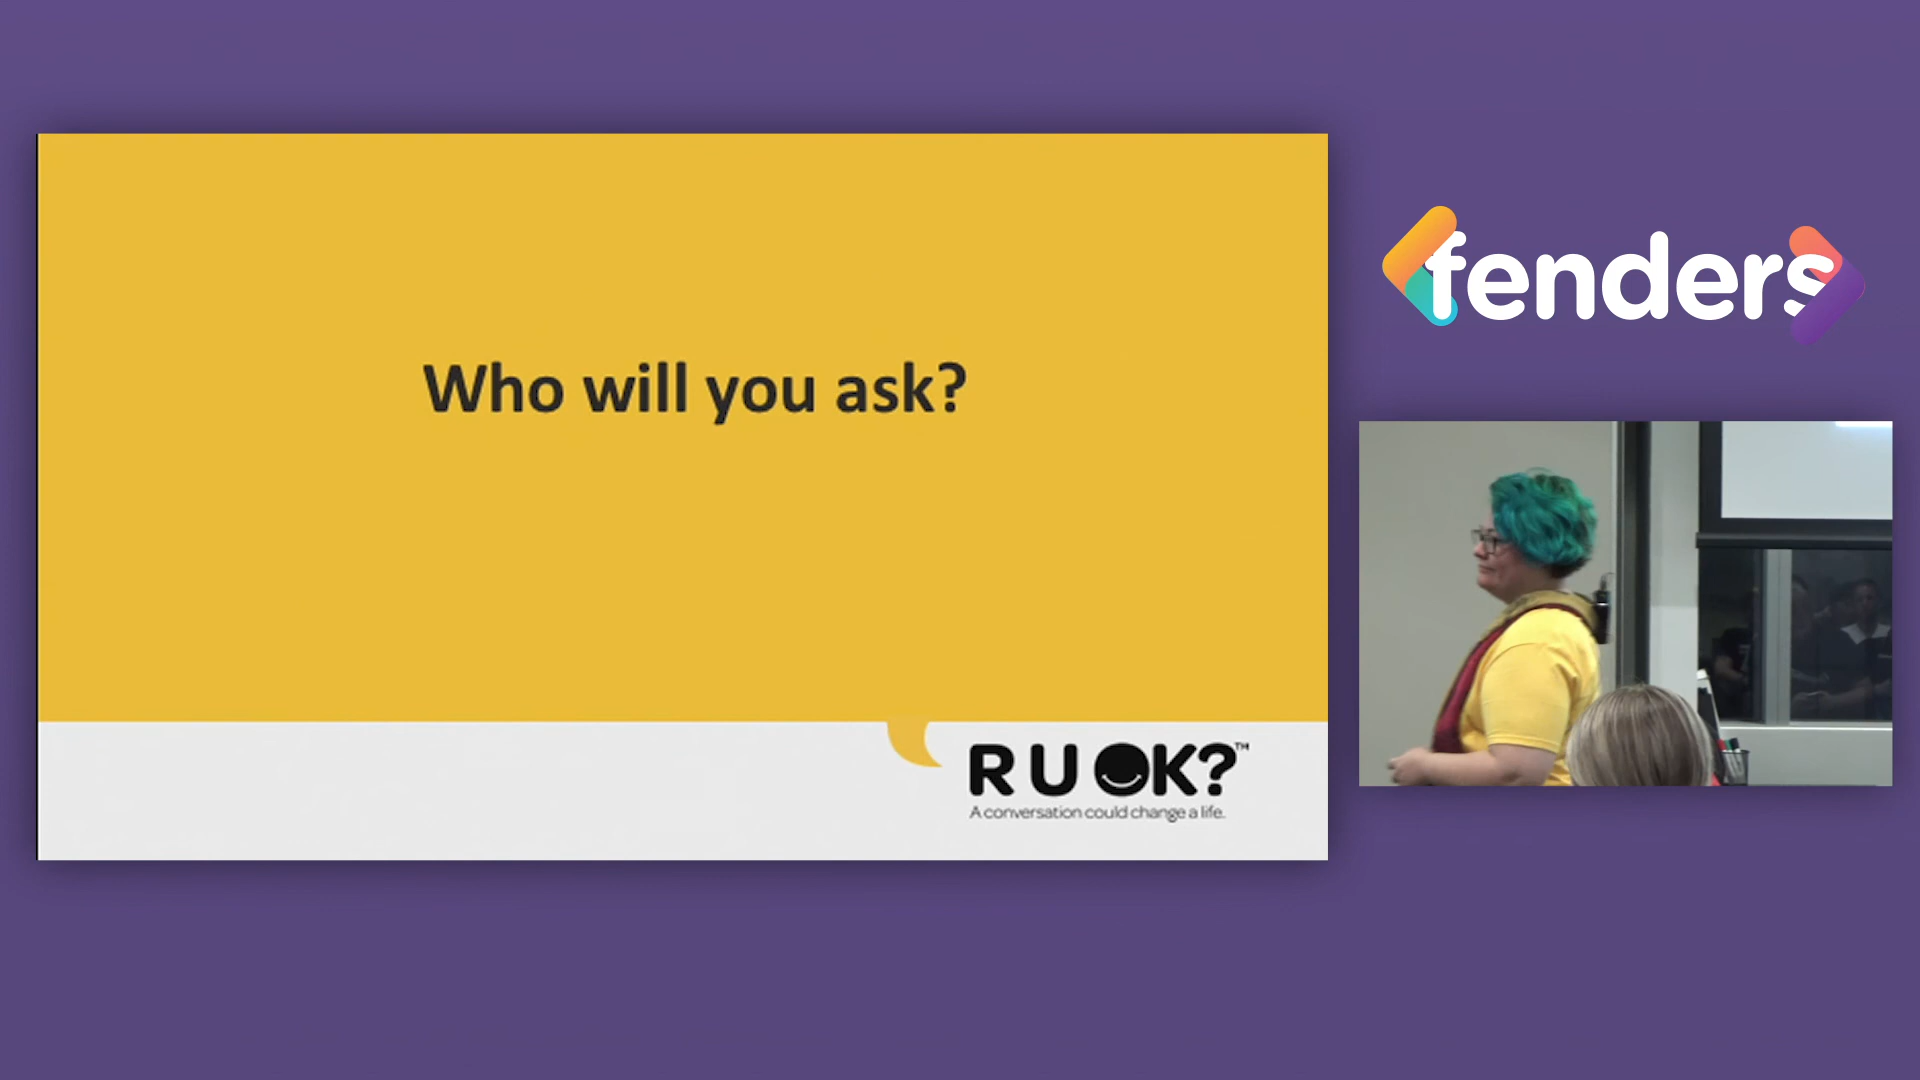 Who will you ask?
R U OK?™
A conversation could change a life.
fenders